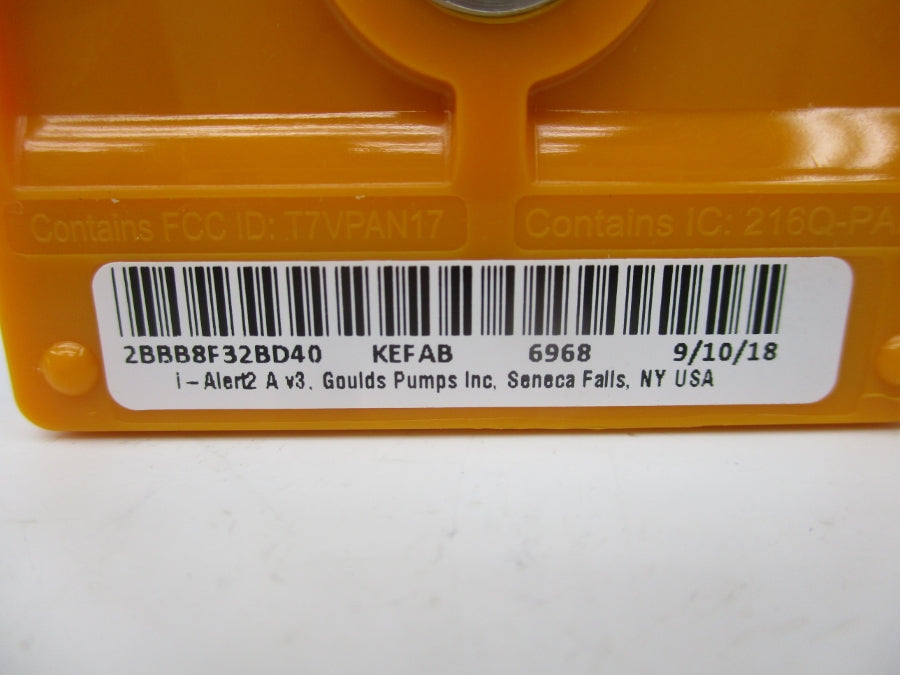 Contains FCC ID: T7VPAN17
Contains IC: 216Q-PA
2BBB8F32BD40 KEFAB 6968 9/10/18
i-Alert2 A v3, Goulds Pumps Inc, Seneca Falls, NY USA